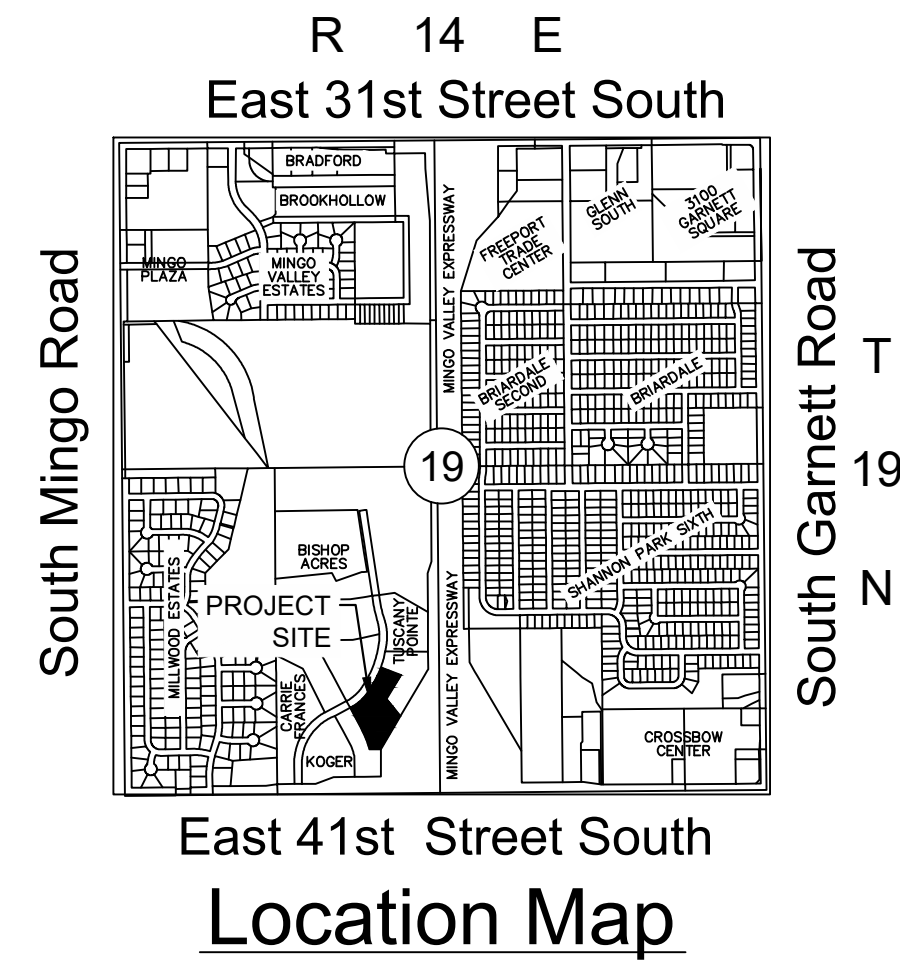 R 14 E
East 31st Street South
BRADFORD
BROOKHOLLOW
MINGO
PLAZA
MINGO
VALLEY
ESTATES
MINGO VALLEY EXPRESSWAY
FREEPORT
TRADE
CENTER
GLENN
SOUTH
3100
GARNETT
SQUARE
BRIARDALE
SECOND
BRIARDALE
South Mingo Road
South Garnett Road
T
19
N
19
BISHOP
ACRES
SHANNON PARK SIXTH
MILLWOOD ESTATES
PROJECT
SITE
TUSCANY
POINTE
MINGO VALLEY EXPRESSWAY
CARRIE
FRANCES
KOGER
CROSSBOW
CENTER
East 41st Street South
Location Map